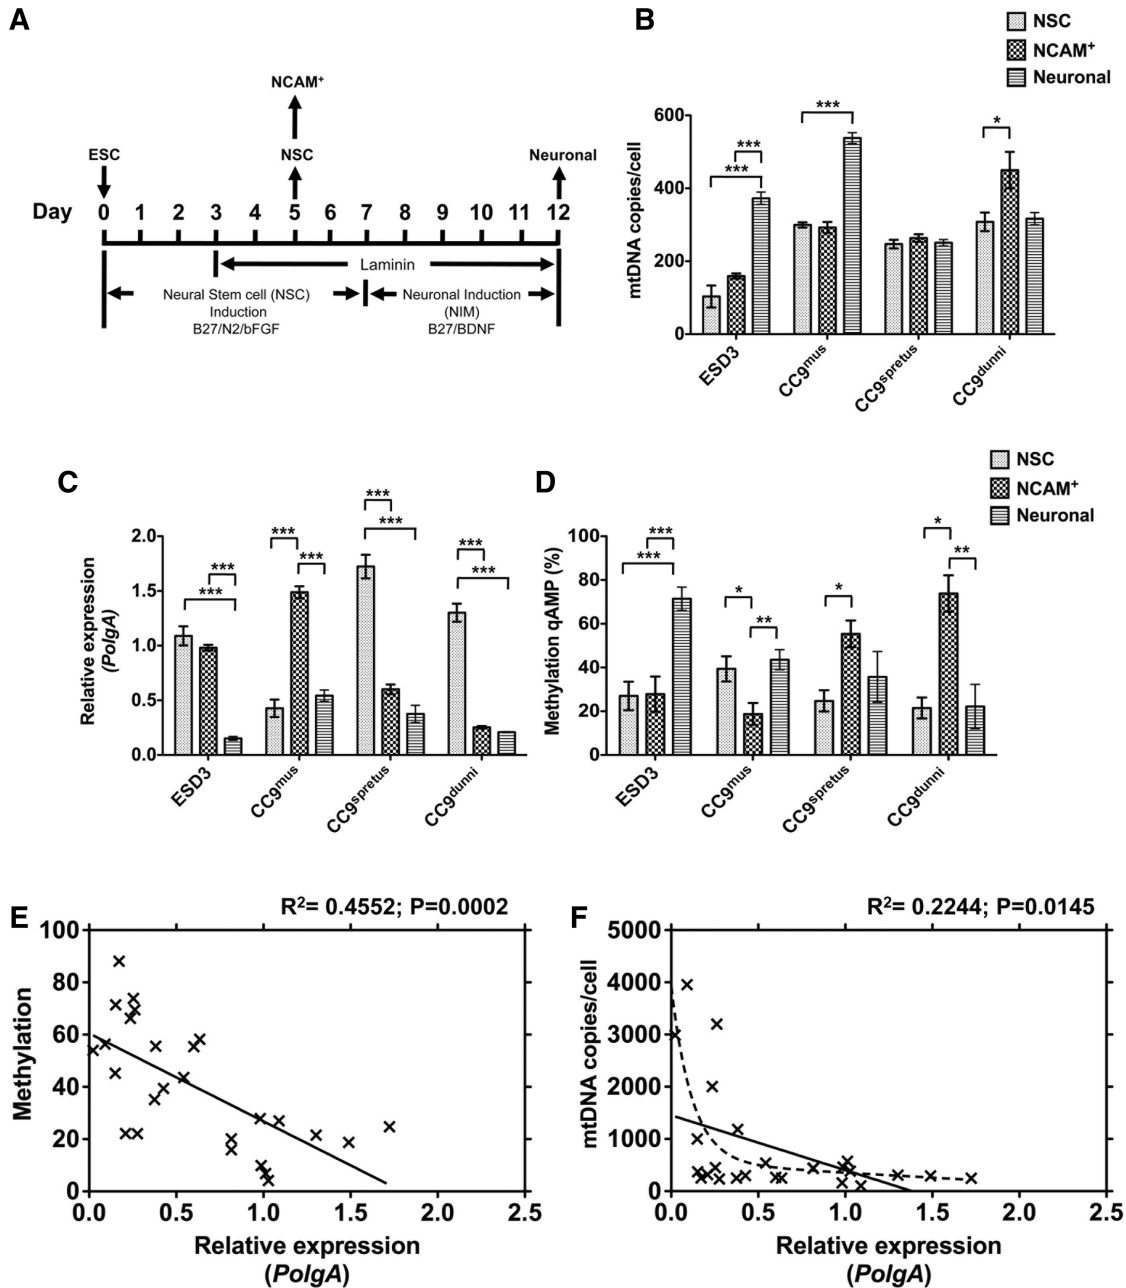 A
NCAM+
ESC
NSC
Neuronal
Day
0 1 2 3 4 5 6 7 8 9 10 11 12
Laminin
Neural Stem cell (NSC)
Induction
B27/N2/bFGF
Neuronal Induction
(NIM)
B27/BDNF
B
NSC
NCAM+
Neuronal
mtDNA copies/cell
600
400
200
0
***
***
***
*
ESD3
CC9mus
CC9spretus
CC9dunni
C
Relative expression
(PolgA)
2.0
1.5
1.0
0.5
0.0
***
***
***
***
***
***
***
***
ESD3
CC9mus
CC9spretus
CC9dunni
D
NSC
NCAM+
Neuronal
Methylation qAMP (%)
100
80
60
40
20
0
***
***
*
**
*
*
**
ESD3
CC9mus
CC9spretus
CC9dunni
E
R2= 0.4552; P=0.0002
Methylation
100
80
60
40
20
0
0.0 0.5 1.0 1.5 2.0 2.5
Relative expression
(PolgA)
F
R2= 0.2244; P=0.0145
mtDNA copies/cell
5000
4000
3000
2000
1000
0
0.0 0.5 1.0 1.5 2.0 2.5
Relative expression
(PolgA)